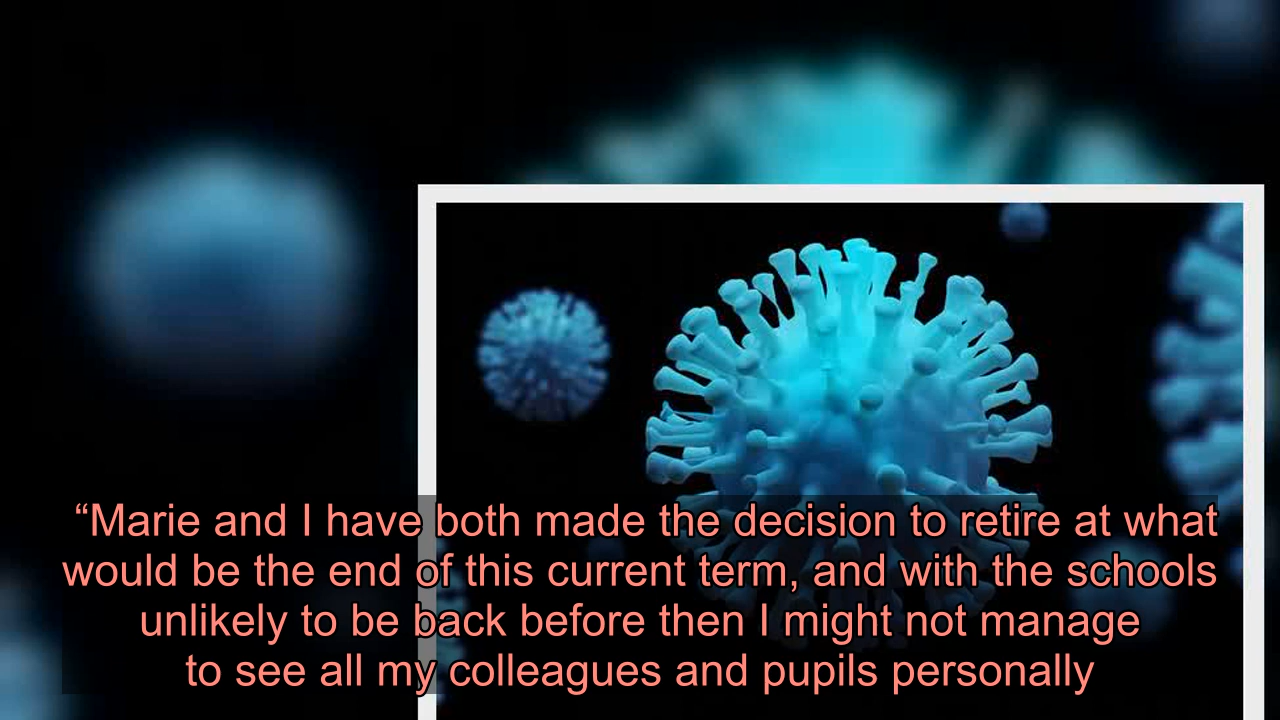 “Marie and I have both made the decision to retire at what
would be the end of this current term, and with the schools
unlikely to be back before then I might not manage
to see all my colleagues and pupils personally